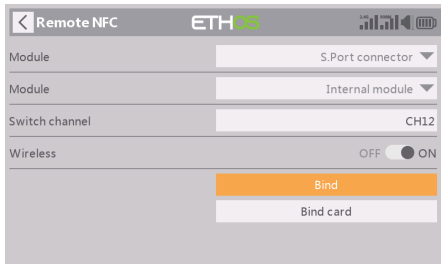 Remote NFC ETHOS
Module S.Port connector
Module Internal module
Switch channel CH12
Wireless OFF ON
Bind
Bind card